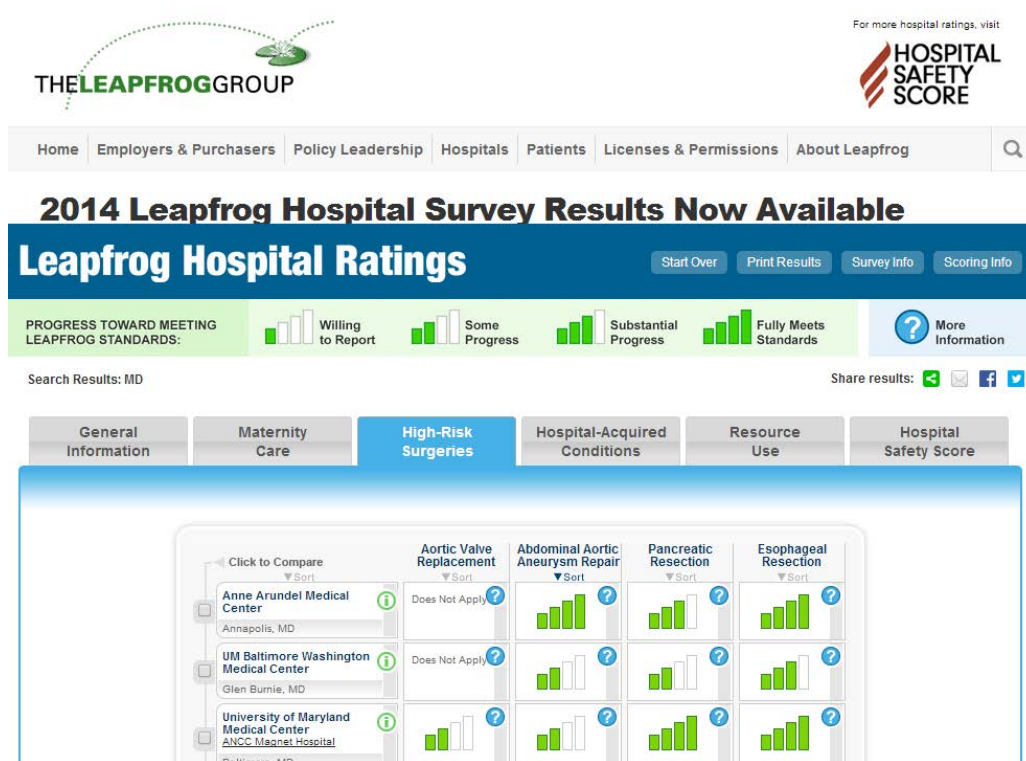 For more hospital ratings, visit
HOSPITAL
SAFETY
SCORE
THELEAPFROGGROUP
Home Employers & Purchasers Policy Leadership Hospitals Patients Licenses & Permissions About Leapfrog
2014 Leapfrog Hospital Survey Results Now Available
Leapfrog Hospital Ratings
Start Over Print Results Survey Info Scoring Info
PROGRESS TOWARD MEETING
LEAPFROG STANDARDS:
Willing
to Report
Some
Progress
Substantial
Progress
Fully Meets
Standards
? More
Information
Search Results: MD
Share results:
General
Information
Maternity
Care
High-Risk
Surgeries
Hospital-Acquired
Conditions
Resource
Use
Hospital
Safety Score
Click to Compare
▼Sort
Aortic Valve
Replacement
▼Sort
Abdominal Aortic
Aneurysm Repair
▼Sort
Pancreatic
Resection
▼Sort
Esophageal
Resection
▼Sort
Anne Arundel Medical
Center
Annapolis, MD
Does Not Apply ? ? ? ?
UM Baltimore Washington
Medical Center
Glen Burnie, MD
Does Not Apply ? ? ? ?
University of Maryland
Medical Center
ANCC Magnet Hospital
Baltimore, MD
? ? ? ?